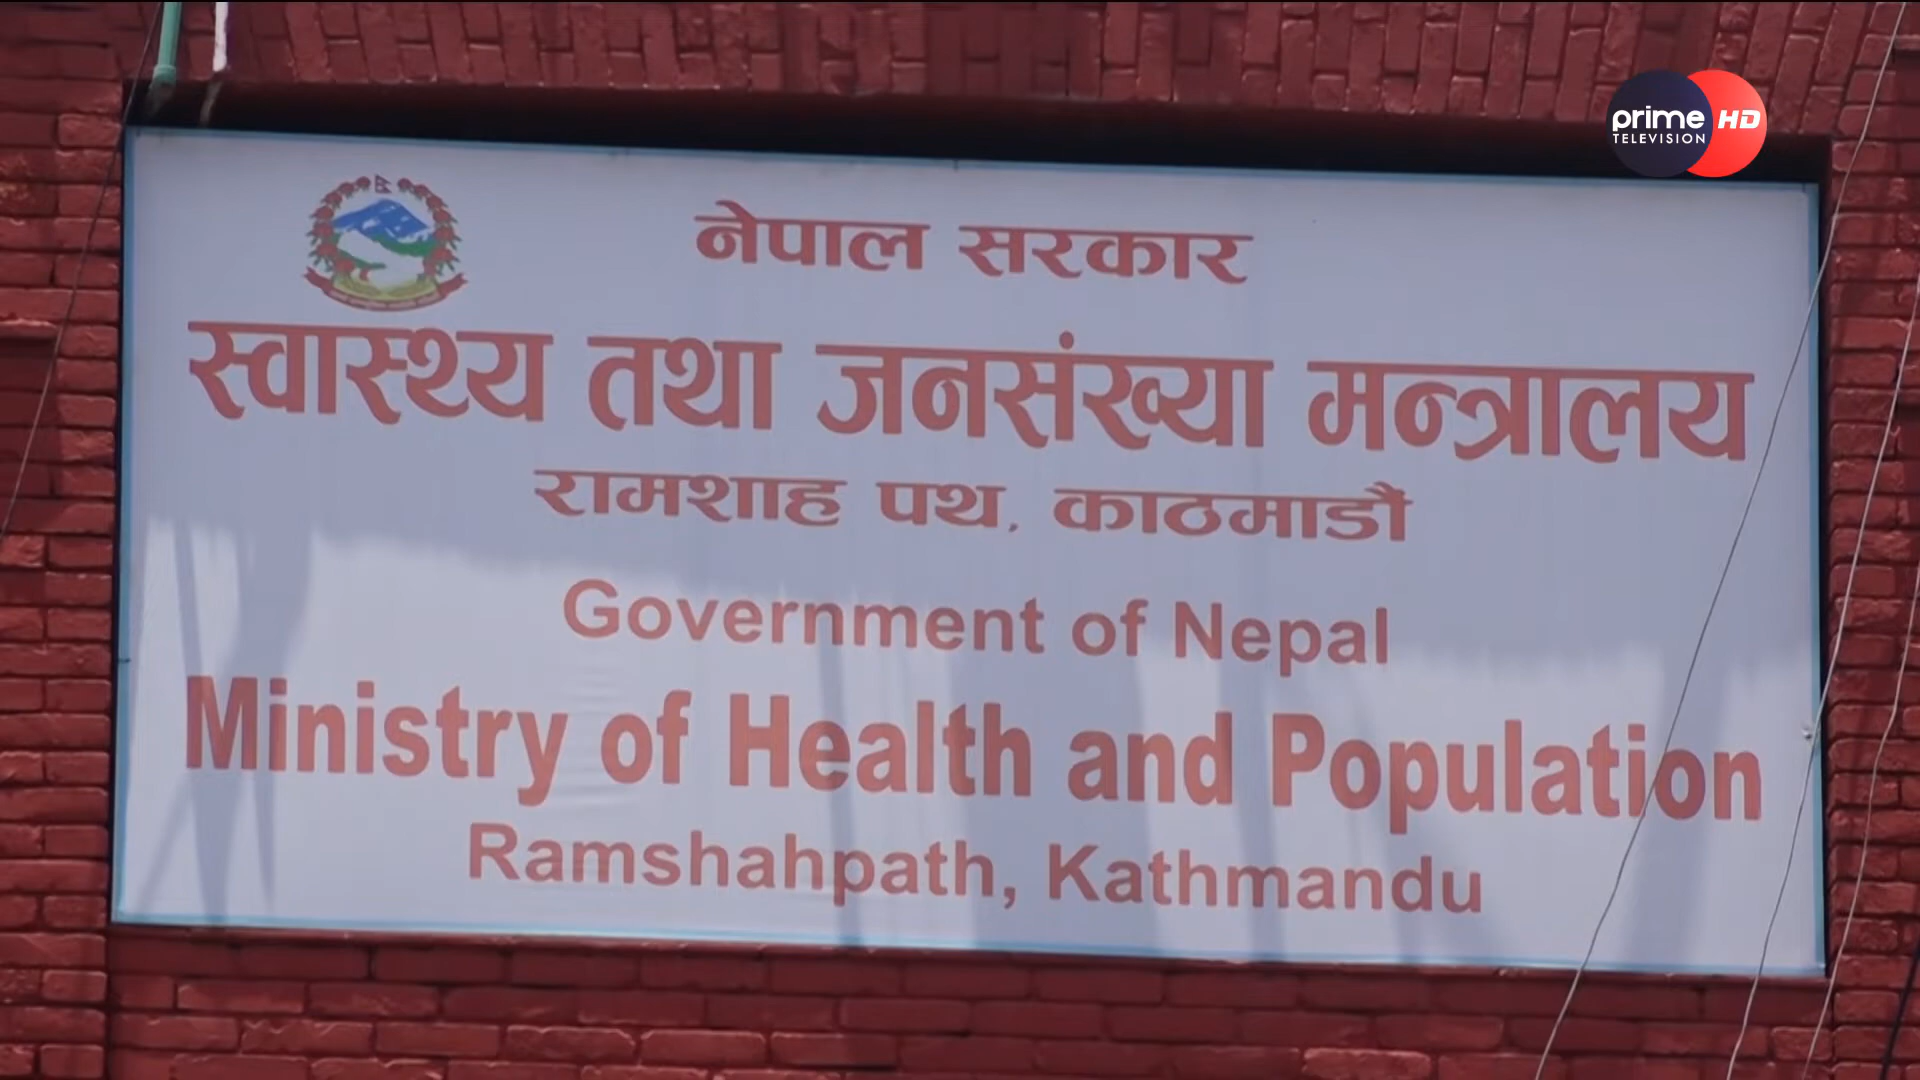 prime HD
TELEVISION
नेपाल सरकार
स्वास्थ्य तथा जनसंख्या मन्त्रालय
रामशाह पथ, काठमाडौं
Government of Nepal
Ministry of Health and Population
Ramshahpath, Kathmandu